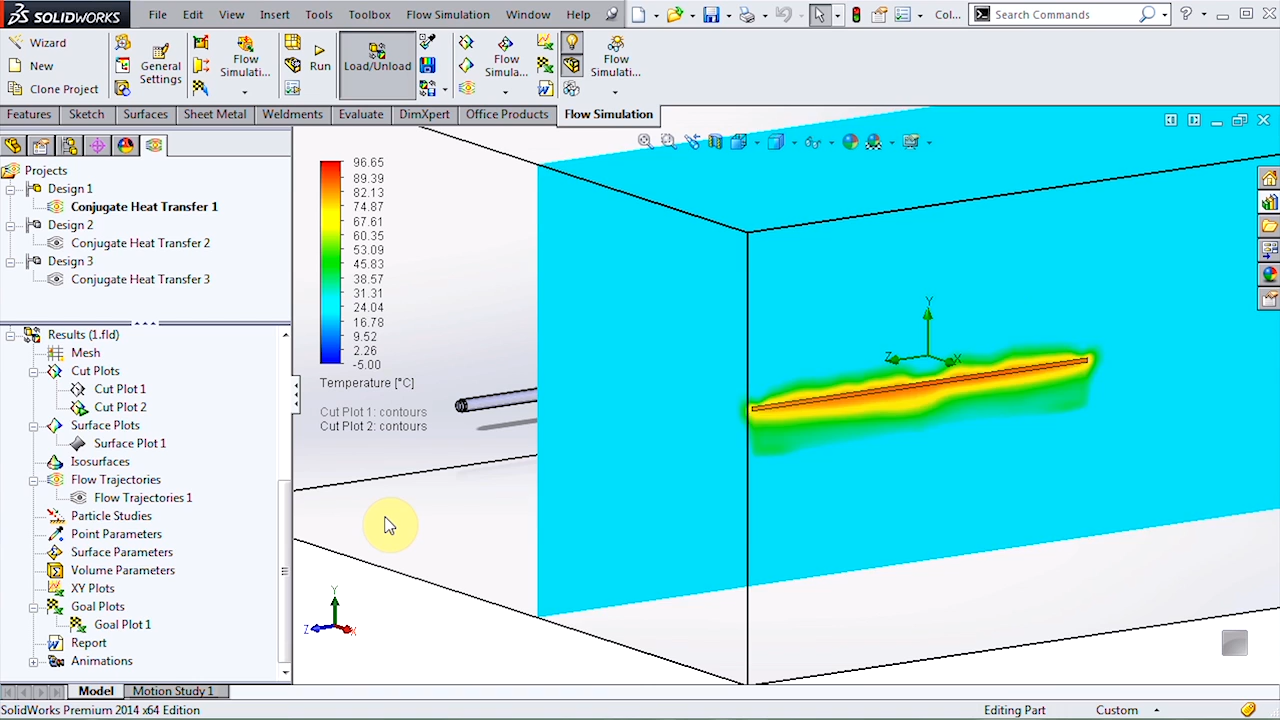 SOLIDWORKS File Edit View Insert Tools Toolbox Flow Simulation Window Help Col... Search Commands ?
Wizard
New
Clone Project
General Settings
Flow Simulati...
Run
Load/Unload
Flow Simula...
Flow Simulati...
Features Sketch Surfaces Sheet Metal Weldments Evaluate DimXpert Office Products Flow Simulation
Projects
Design 1
Conjugate Heat Transfer 1
Design 2
Conjugate Heat Transfer 2
Design 3
Conjugate Heat Transfer 3
Results (1.fld)
Mesh
Cut Plots
Cut Plot 1
Cut Plot 2
Surface Plots
Surface Plot 1
Isosurfaces
Flow Trajectories
Flow Trajectories 1
Particle Studies
Point Parameters
Surface Parameters
Volume Parameters
XY Plots
Goal Plots
Goal Plot 1
Report
Animations
96.65
89.39
82.13
74.87
67.61
60.35
53.09
45.83
38.57
31.31
24.04
16.78
9.52
2.26
-5.00
Temperature [°C]
Cut Plot 1: contours
Cut Plot 2: contours
Y
Z X
Y
Z X
Model Motion Study 1
SolidWorks Premium 2014 x64 Edition Editing Part Custom